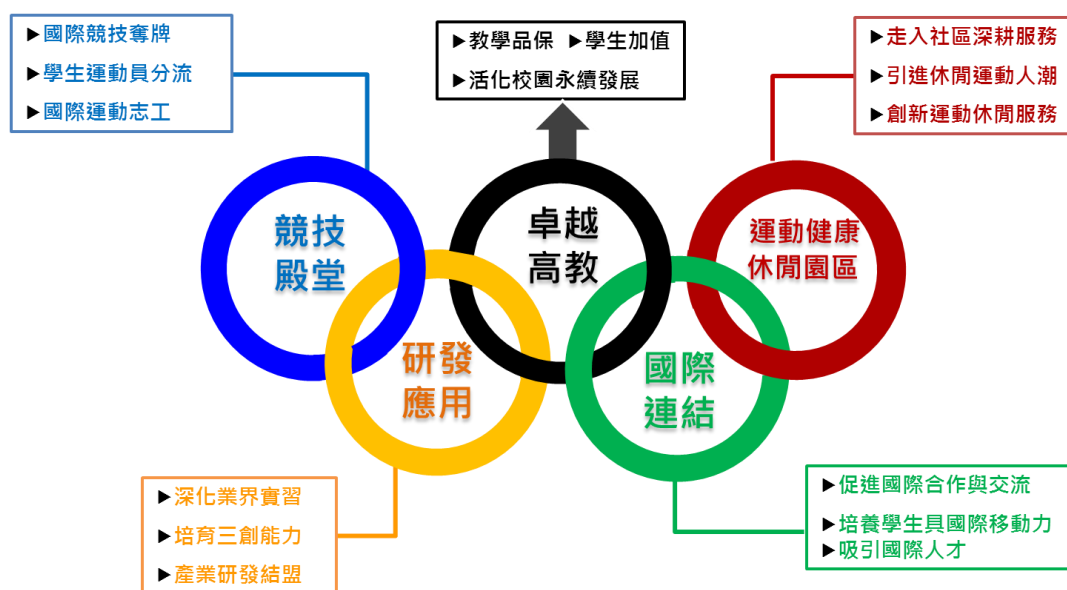 ▶國際競技奪牌
▶學生運動員分流
▶國際運動志工
▶教學品保 ▶學生加值
▶活化校園永續發展
▶走入社區深耕服務
▶引進休閒運動人潮
▶創新運動休閒服務
競技
殿堂
卓越
高教
運動健康
休閒園區
研發
應用
國際
連結
▶深化業界實習
▶培育三創能力
▶產業研發結盟
▶促進國際合作與交流
▶培養學生具國際移動力
▶吸引國際人才